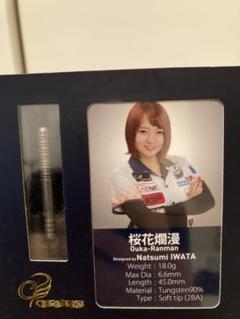 桜花爛漫
Ouka-Ranman
Designed by Natsumi IWATA
Weight : 18.0g
Max Dia : 6.6mm
Length : 45.0mm
Material : Tungsten90%
Type : Soft tip (2BA)